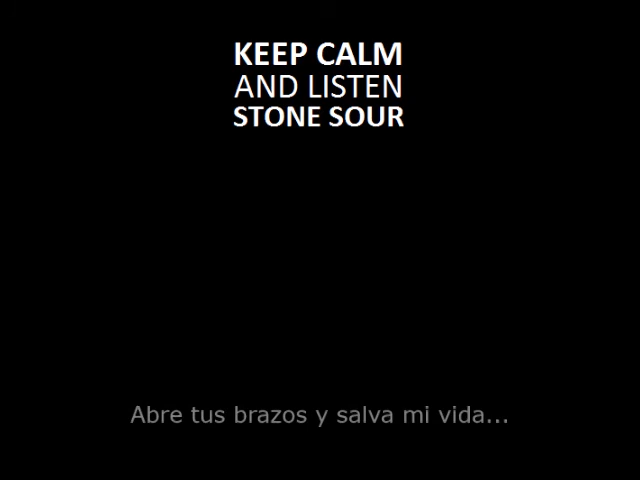 KEEP CALM
AND LISTEN
STONE SOUR
Abre tus brazos y salva mi vida...